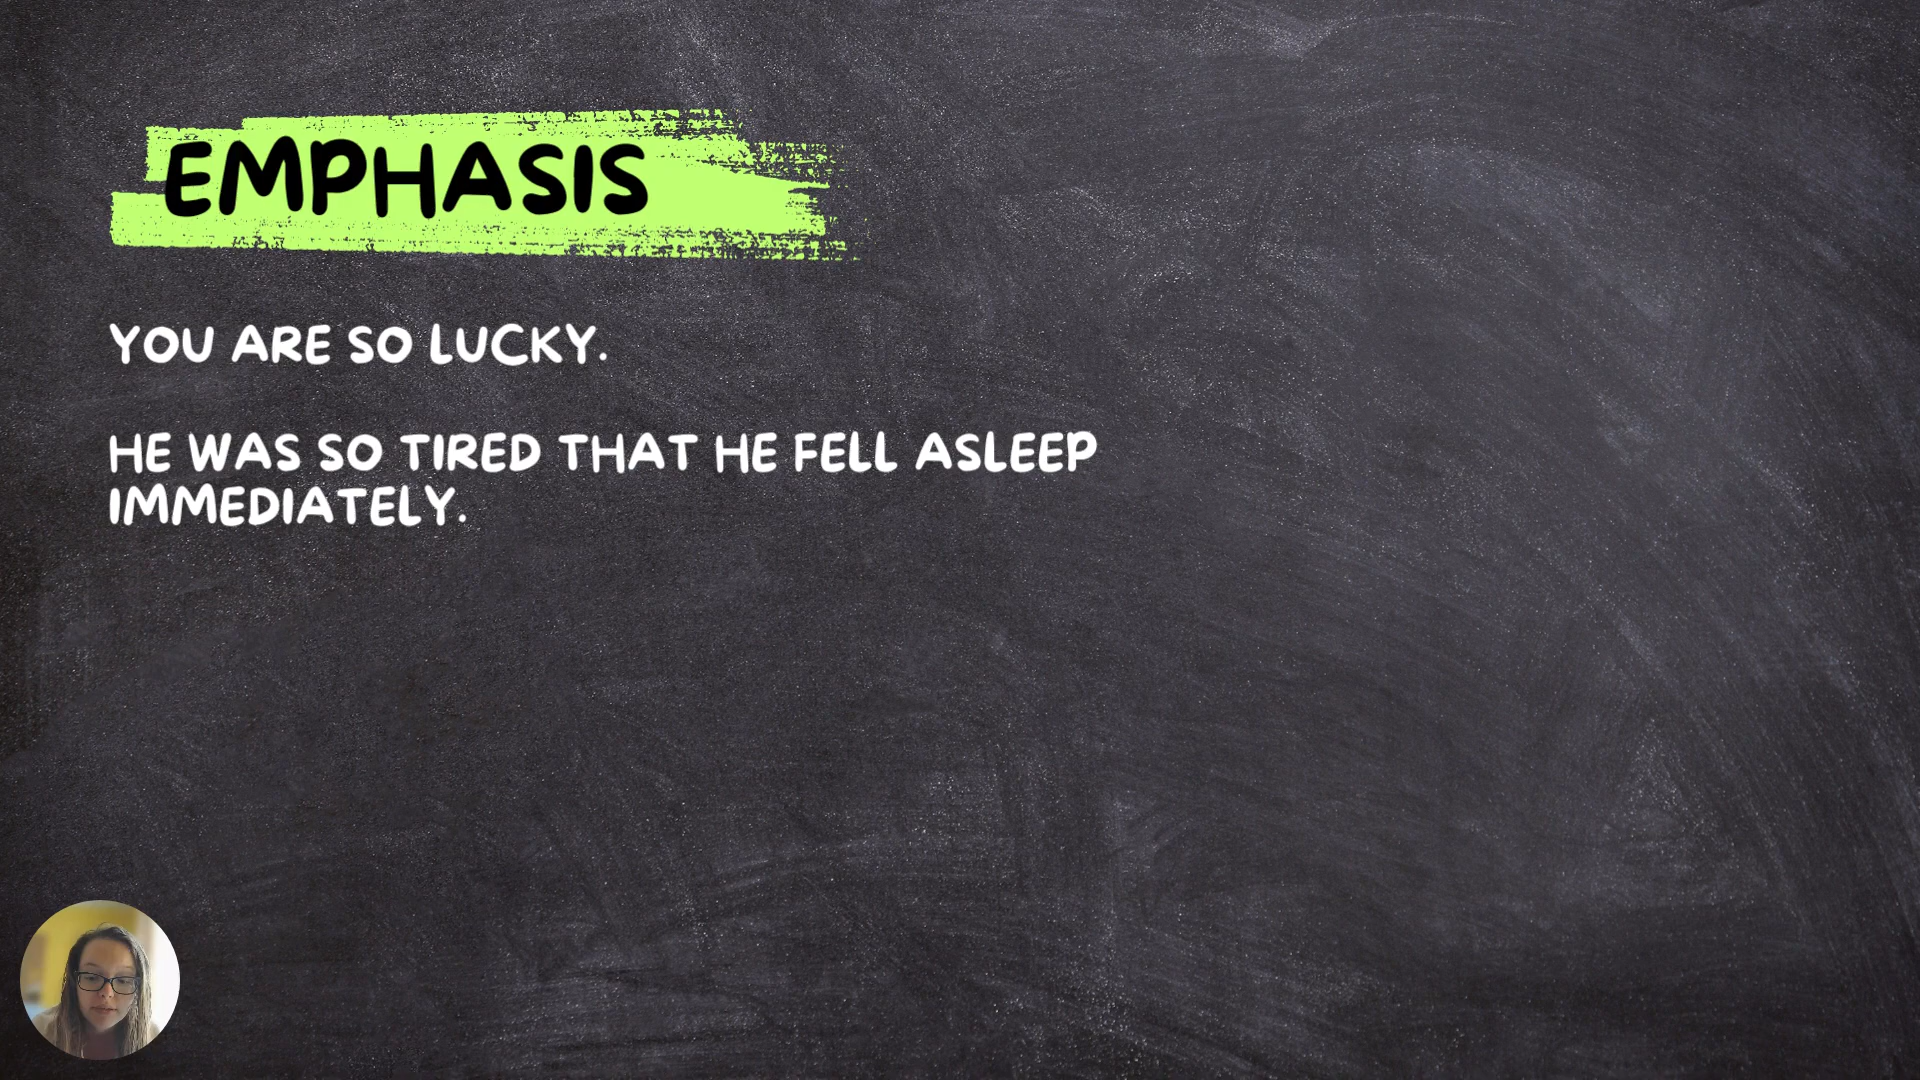 EMPHASIS
YOU ARE SO LUCKY.
HE WAS SO TIRED THAT HE FELL ASLEEP
IMMEDIATELY.